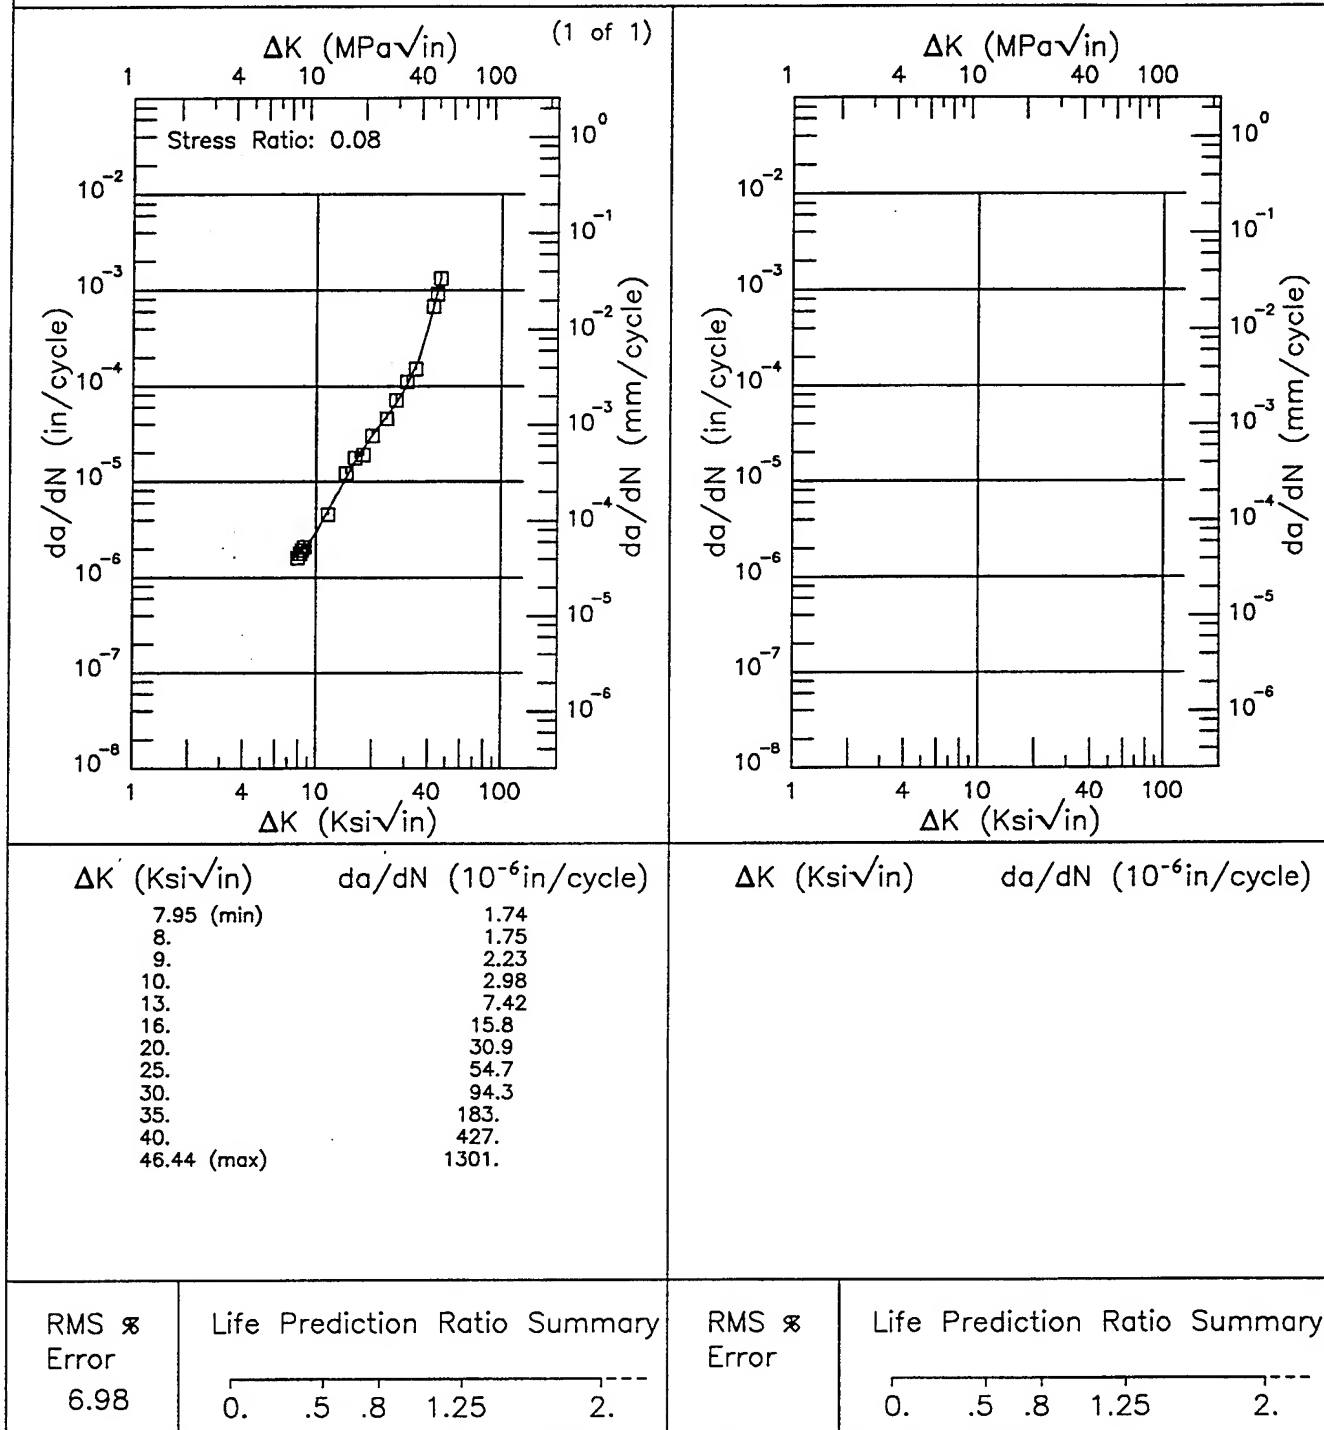 (1 of 1)
ΔK (MPa√in)
1 4 10 40 100
Stress Ratio: 0.08
da/dN (in/cycle)
10⁻²
10⁻³
10⁻⁴
10⁻⁵
10⁻⁶
10⁻⁷
10⁻⁸
da/dN (mm/cycle)
10⁰
10⁻¹
10⁻²
10⁻³
10⁻⁴
10⁻⁵
10⁻⁶
1 4 10 40 100
ΔK (Ksi√in)
ΔK (MPa√in)
1 4 10 40 100
da/dN (in/cycle)
10⁻²
10⁻³
10⁻⁴
10⁻⁵
10⁻⁶
10⁻⁷
10⁻⁸
da/dN (mm/cycle)
10⁰
10⁻¹
10⁻²
10⁻³
10⁻⁴
10⁻⁵
10⁻⁶
1 4 10 40 100
ΔK (Ksi√in)
ΔK (Ksi√in) da/dN (10⁻⁶in/cycle)
7.95 (min) 1.74
8. 1.75
9. 2.23
10. 2.98
13. 7.42
16. 15.8
20. 30.9
25. 54.7
30. 94.3
35. 183.
40. 427.
46.44 (max) 1301.
ΔK (Ksi√in) da/dN (10⁻⁶in/cycle)
RMS %
Error
6.98
Life Prediction Ratio Summary
0. .5 .8 1.25 2.
RMS %
Error
Life Prediction Ratio Summary
0. .5 .8 1.25 2.